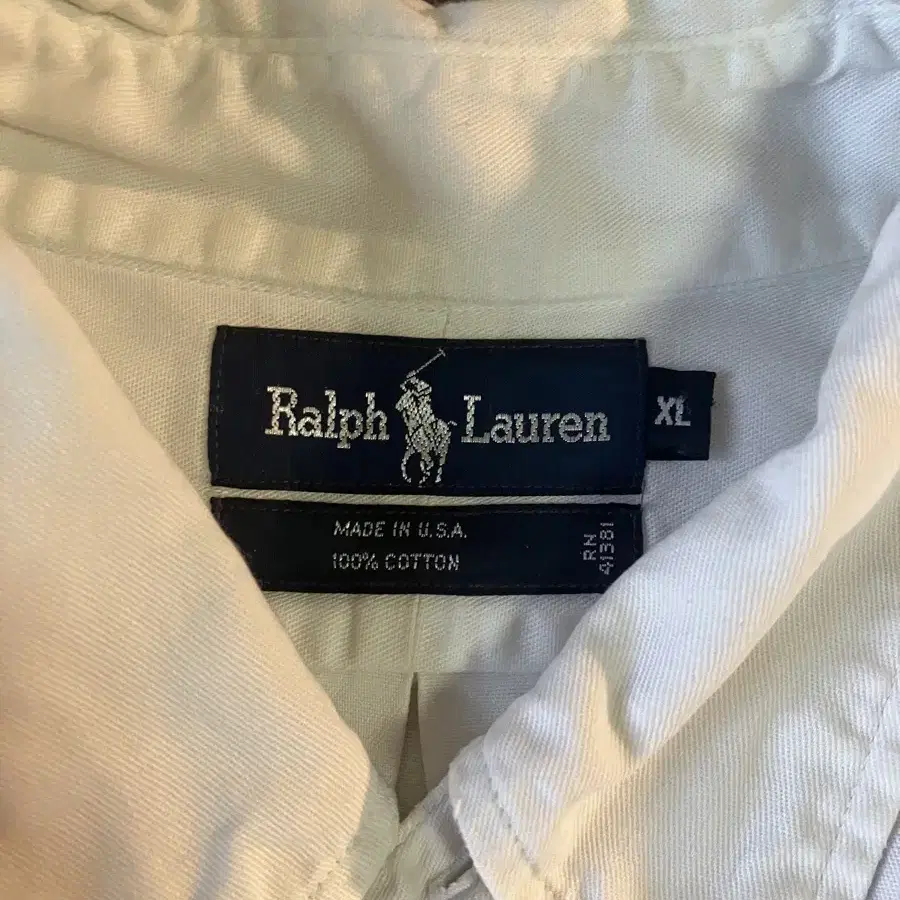 Ralph Lauren
XL
MADE IN U.S.A.
100% COTTON
RN
41381